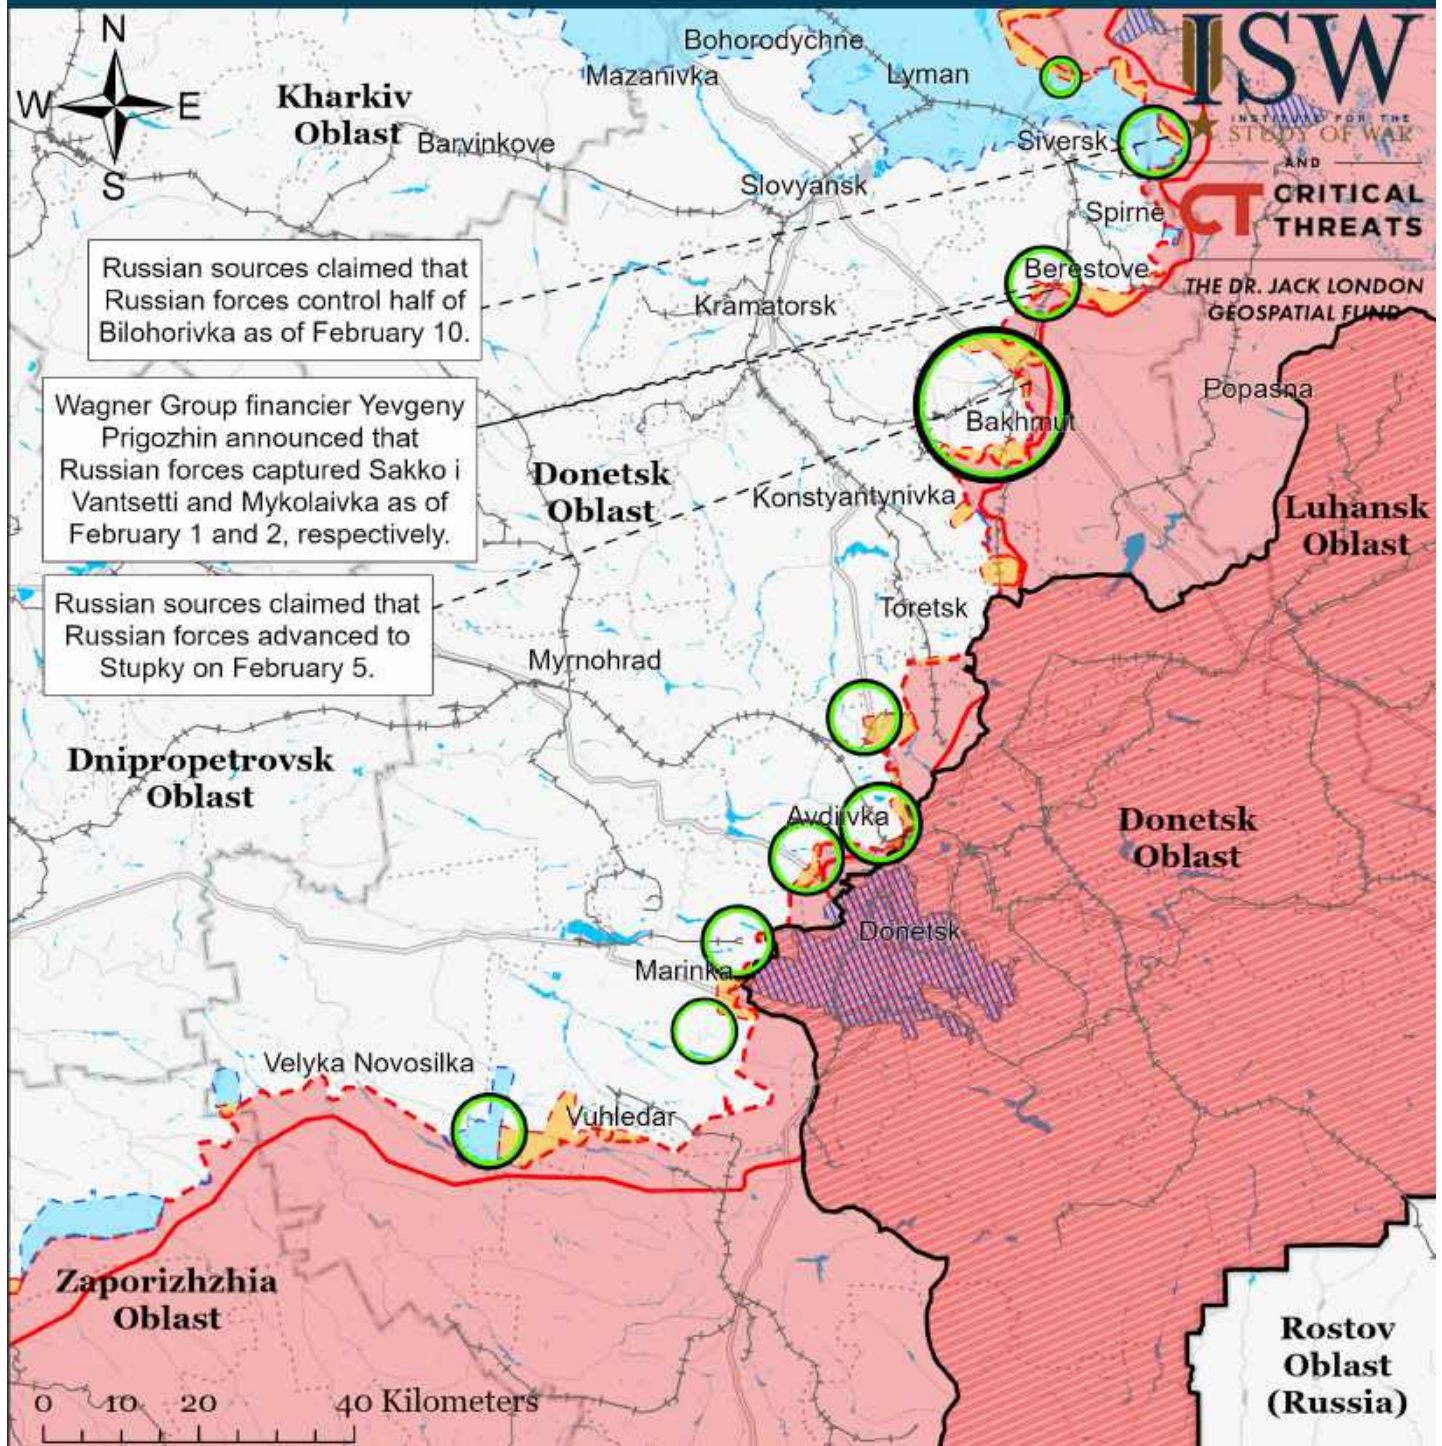 N
W
E
S
Kharkiv
Oblast
Bohorodychne
Mazanivka
Lyman
Barvinkove
Siversk
Slovyansk
Spirne
ISW
INSTITUTE FOR THE
STUDY OF WAR
AND
CT CRITICAL
THREATS
THE DR. JACK LONDON
GEOSPATIAL FUND
Russian sources claimed that
Russian forces control half of
Bilohorivka as of February 10.
Berestove
Kramatorsk
Wagner Group financier Yevgeny
Prigozhin announced that
Russian forces captured Sakko i
Vantsetti and Mykolaivka as of
February 1 and 2, respectively.
Popasna
Bakhmut
Donetsk
Oblast
Konstyantynivka
Luhansk
Oblast
Russian sources claimed that
Russian forces advanced to
Stupky on February 5.
Toretsk
Myrnohrad
Dnipropetrovsk
Oblast
Avdiivka
Donetsk
Oblast
Donetsk
Marinka
Velyka Novosilka
Vuhledar
Zaporizhzhia
Oblast
Rostov
Oblast
(Russia)
0 10 20 40 Kilometers